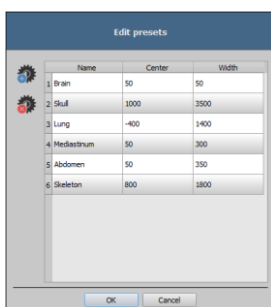 Edit presets
Name Center Width
1 Brain 50 50
2 Skull 1000 3500
3 Lung -400 1400
4 Mediastinum 50 300
5 Abdomen 50 350
6 Skeleton 800 1800
OK Cancel